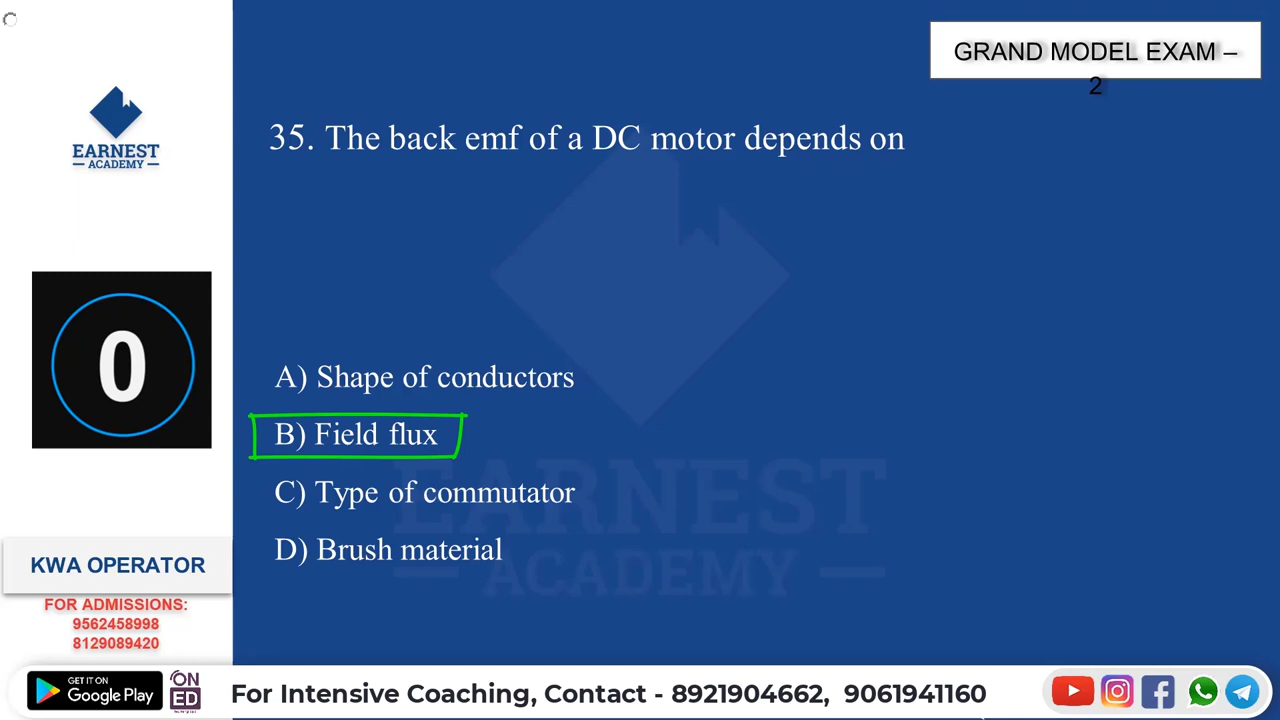 GRAND MODEL EXAM –
2
EARNEST
ACADEMY
35. The back emf of a DC motor depends on
0
A) Shape of conductors
B) Field flux
C) Type of commutator
D) Brush material
EARNEST
ACADEMY
KWA OPERATOR
FOR ADMISSIONS:
9562458998
8129089420
GET IT ON
Google Play
ON
ED
For Intensive Coaching, Contact - 8921904662, 9061941160